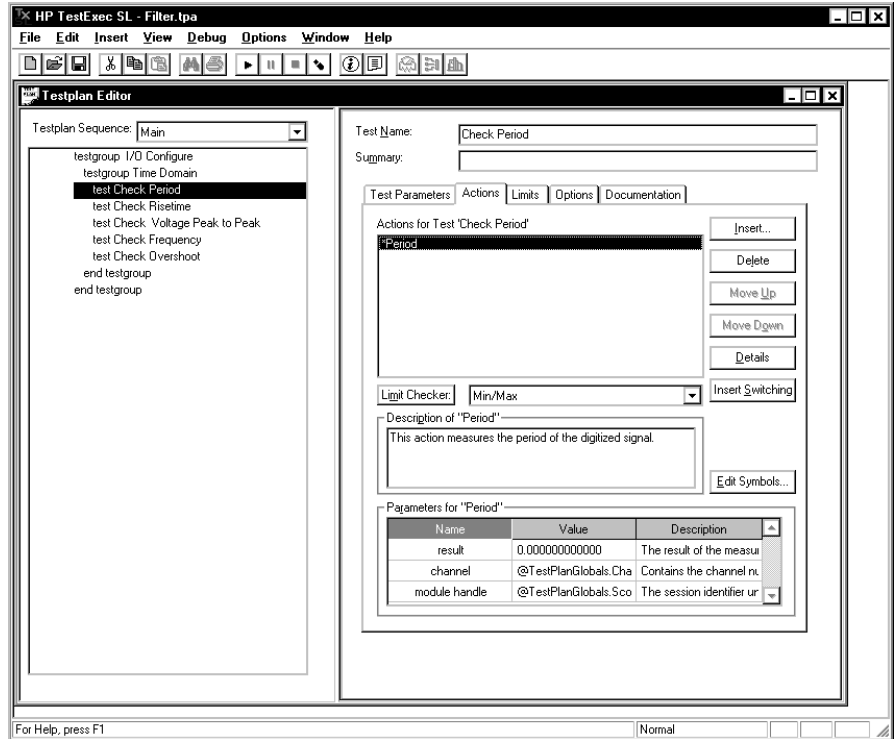 HP TestExec SL - Filter.tpa
File Edit Insert View Debug Options Window Help
Testplan Editor
Testplan Sequence: Main
testgroup I/O Configure
testgroup Time Domain
test Check Period
test Check Risetime
test Check Voltage Peak to Peak
test Check Frequency
test Check Overshoot
end testgroup
end testgroup
Test Name: Check Period
Summary:
Test Parameters Actions Limits Options Documentation
Actions for Test 'Check Period'
*Period
Insert...
Delete
Move Up
Move Down
Details
Insert Switching
Limit Checker: Min/Max
Description of "Period"
This action measures the period of the digitized signal.
Edit Symbols...
Parameters for "Period"
Name Value Description
result 0.000000000000 The result of the measu
channel @TestPlanGlobals.Cha Contains the channel nu
module handle @TestPlanGlobals.Sco The session identifier ur
For Help, press F1
Normal